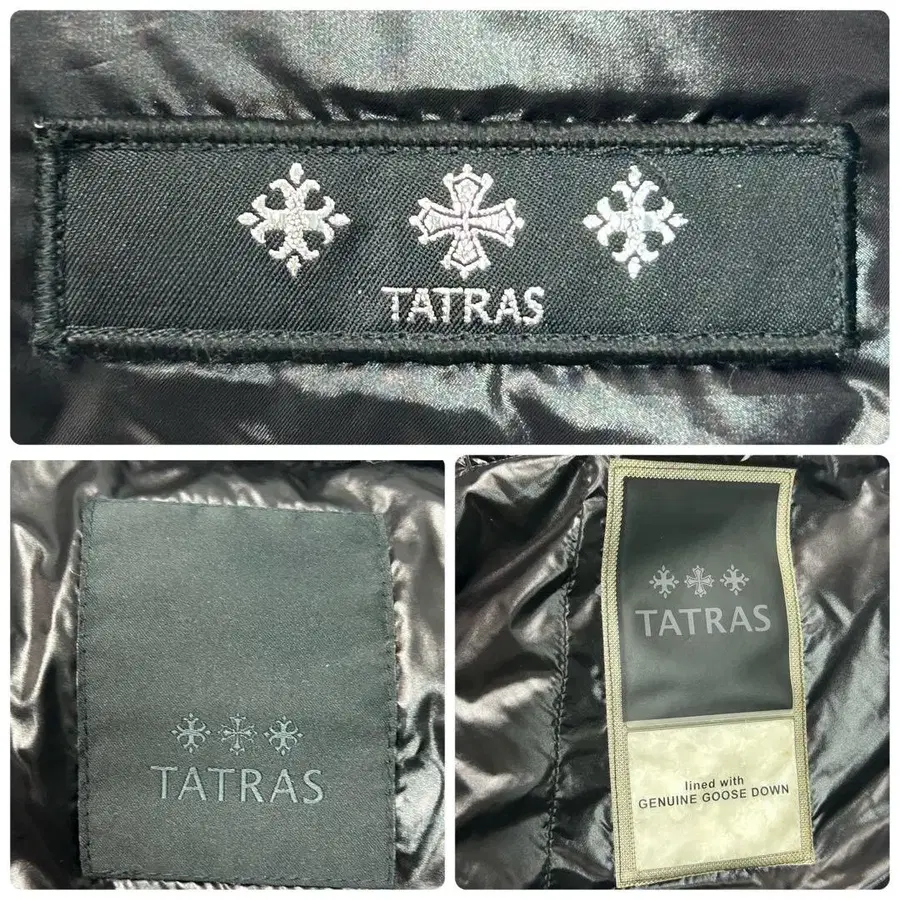 TATRAS
TATRAS
TATRAS
lined with
GENUINE GOOSE DOWN